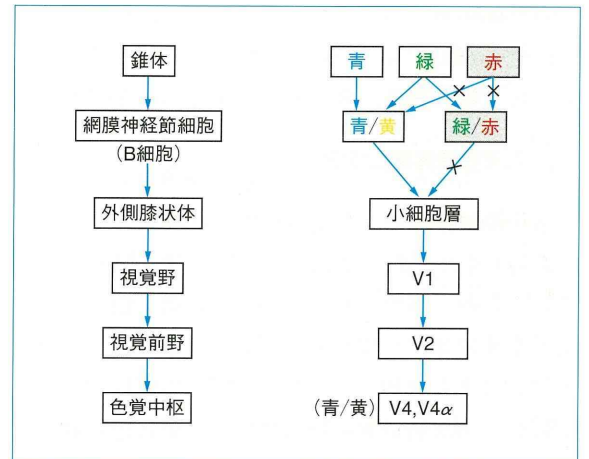 錐体
網膜神経節細胞
(B細胞)
外側膝状体
視覚野
視覚前野
色覚中枢
青 緑 赤
青/黄 緑/赤
小細胞層
V1
V2
(青/黄) V4,V4α